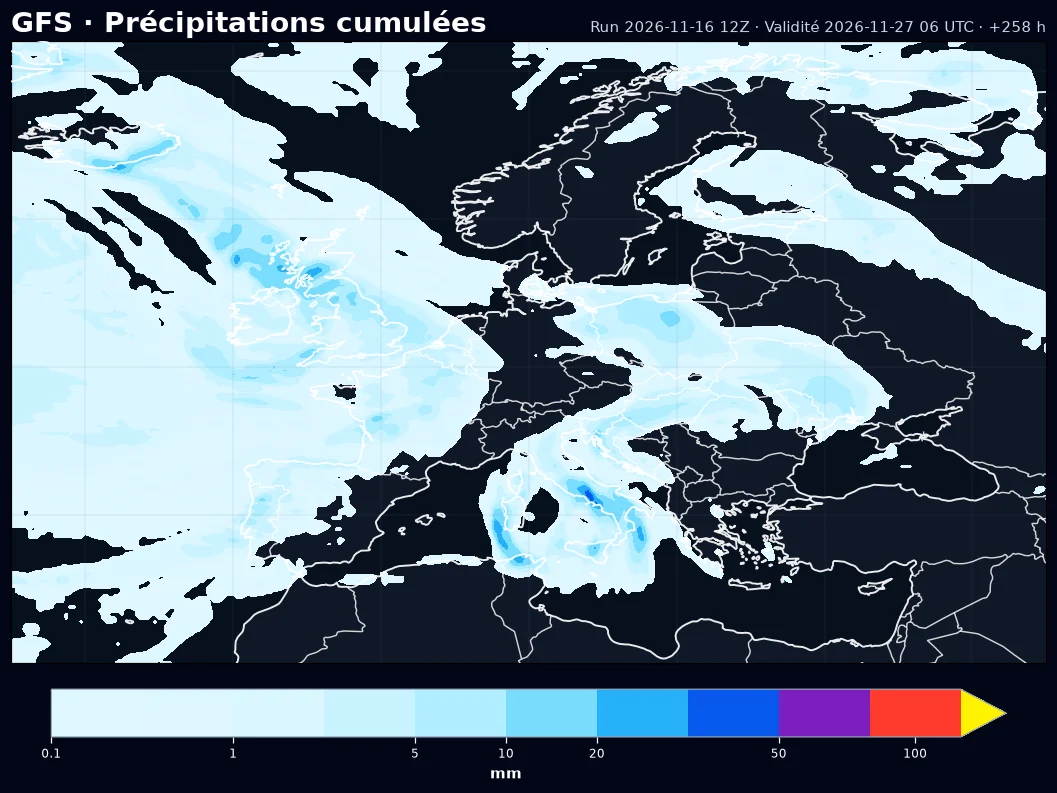 GFS · Précipitations cumulées
Run 2026-11-16 12Z · Validité 2026-11-27 06 UTC · +258 h
0.1 1 5 10 20 50 100
mm